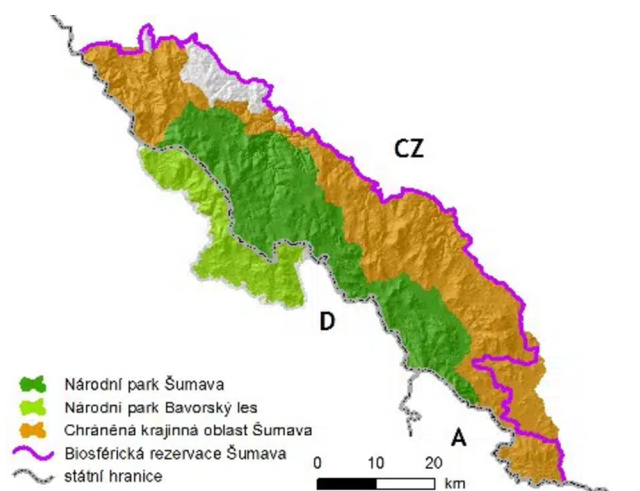 CZ
D
Národní park Šumava
Národni park Bavorský les
Chráněná krajinná oblast Šumava
Biosférická rezervace Šumava
A
státní hranice
0 10 20
km